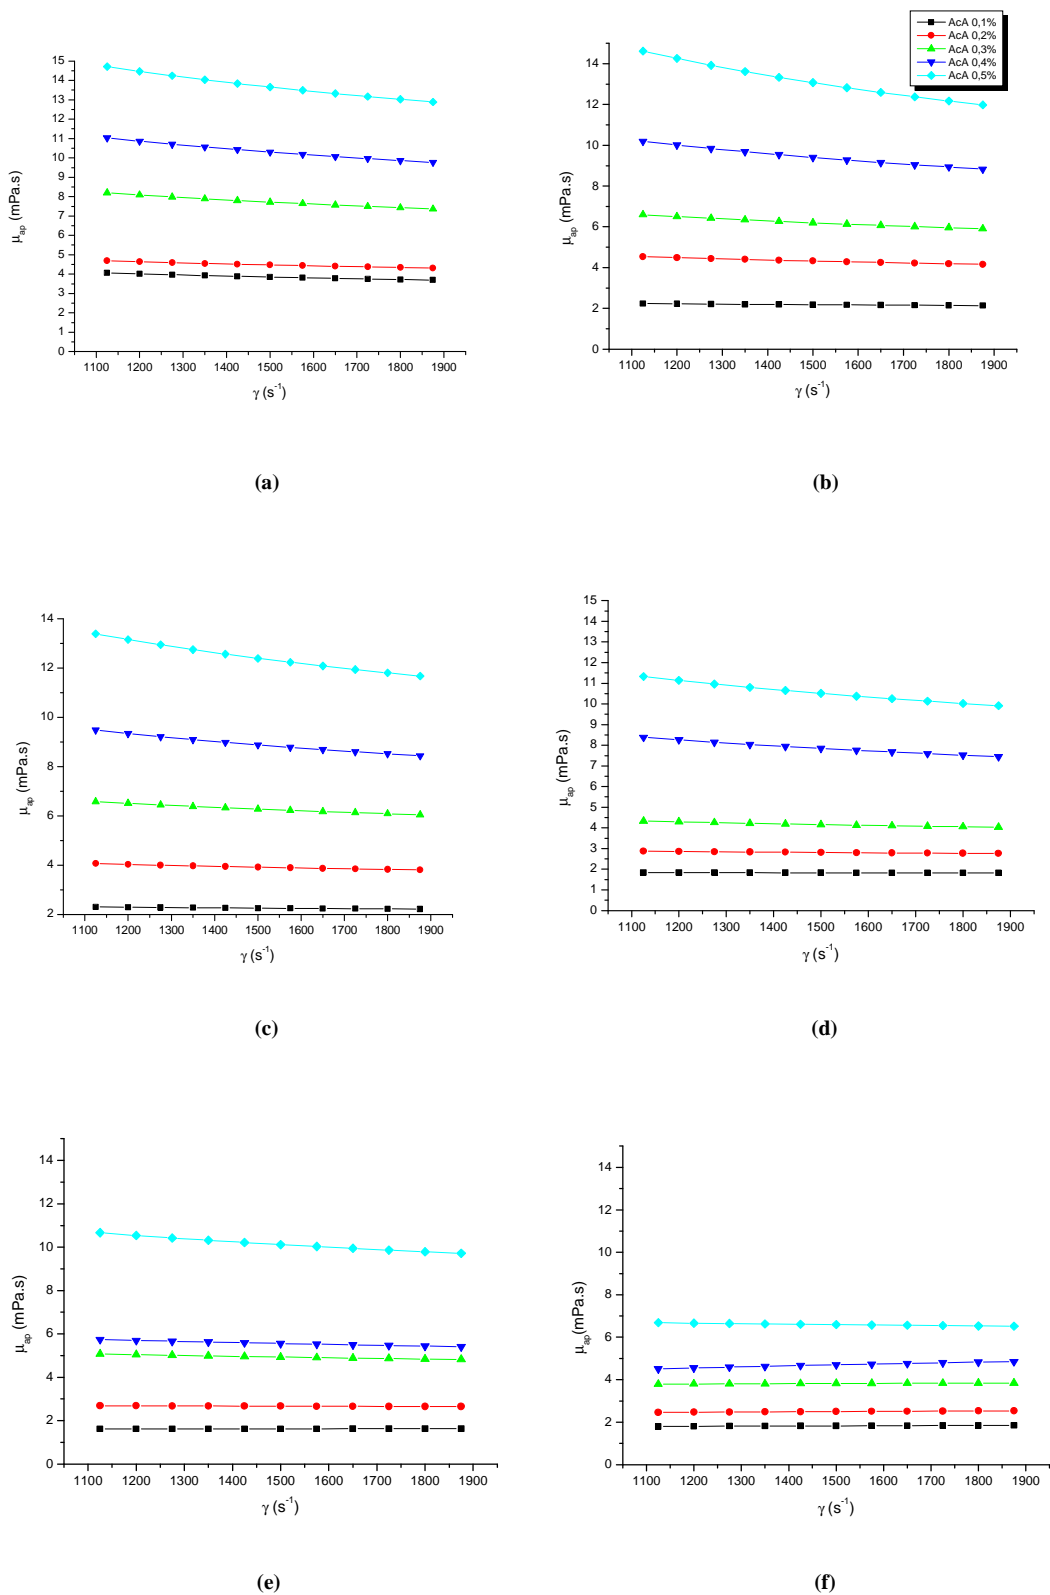 15
14
13
12
11
10
9
8
7
6
5
4
3
2
1
0
μap (mPa.s)
1100 1200 1300 1400 1500 1600 1700 1800 1900
γ (s-1)
(a)
AcA 0,1%
AcA 0,2%
AcA 0,3%
AcA 0,4%
AcA 0,5%
14
12
10
8
6
4
2
0
μap (mPa.s)
1100 1200 1300 1400 1500 1600 1700 1800 1900
γ (s-1)
(b)
14
12
10
8
6
4
2
μap (mPa.s)
1100 1200 1300 1400 1500 1600 1700 1800 1900
γ (s-1)
(c)
15
14
13
12
11
10
9
8
7
6
5
4
3
2
1
0
μap (mPa.s)
1100 1200 1300 1400 1500 1600 1700 1800 1900
γ (s-1)
(d)
14
12
10
8
6
4
2
0
μap (mPa.s)
1100 1200 1300 1400 1500 1600 1700 1800 1900
γ (s-1)
(e)
14
12
10
8
6
4
2
0
μap(mPa.s)
1100 1200 1300 1400 1500 1600 1700 1800 1900
γ (s-1)
(f)